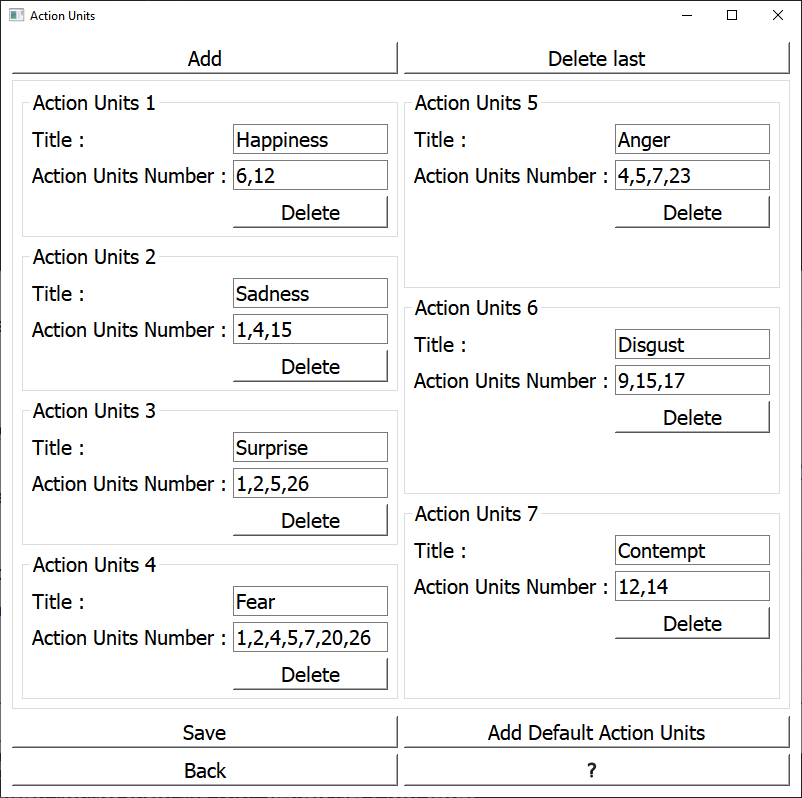 Action Units
Add
Delete last
Action Units 1
Title :
Happiness
Action Units Number :
6,12
Delete
Action Units 2
Title :
Sadness
Action Units Number :
1,4,15
Delete
Action Units 3
Title :
Surprise
Action Units Number :
1,2,5,26
Delete
Action Units 4
Title :
Fear
Action Units Number :
1,2,4,5,7,20,26
Delete
Action Units 5
Title :
Anger
Action Units Number :
4,5,7,23
Delete
Action Units 6
Title :
Disgust
Action Units Number :
9,15,17
Delete
Action Units 7
Title :
Contempt
Action Units Number :
12,14
Delete
Save
Add Default Action Units
Back
?